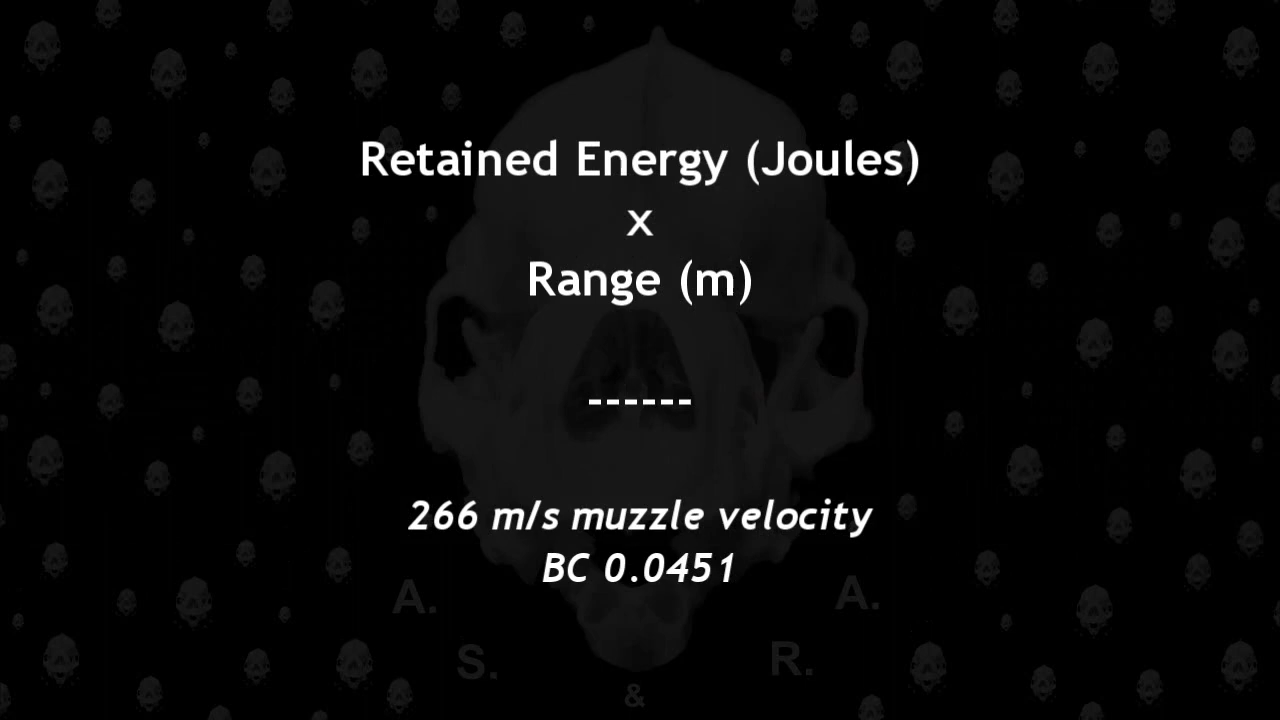 Retained Energy (Joules)
x
Range (m)
------
266 m/s muzzle velocity
BC 0.0451
A. A.
S. R.
&